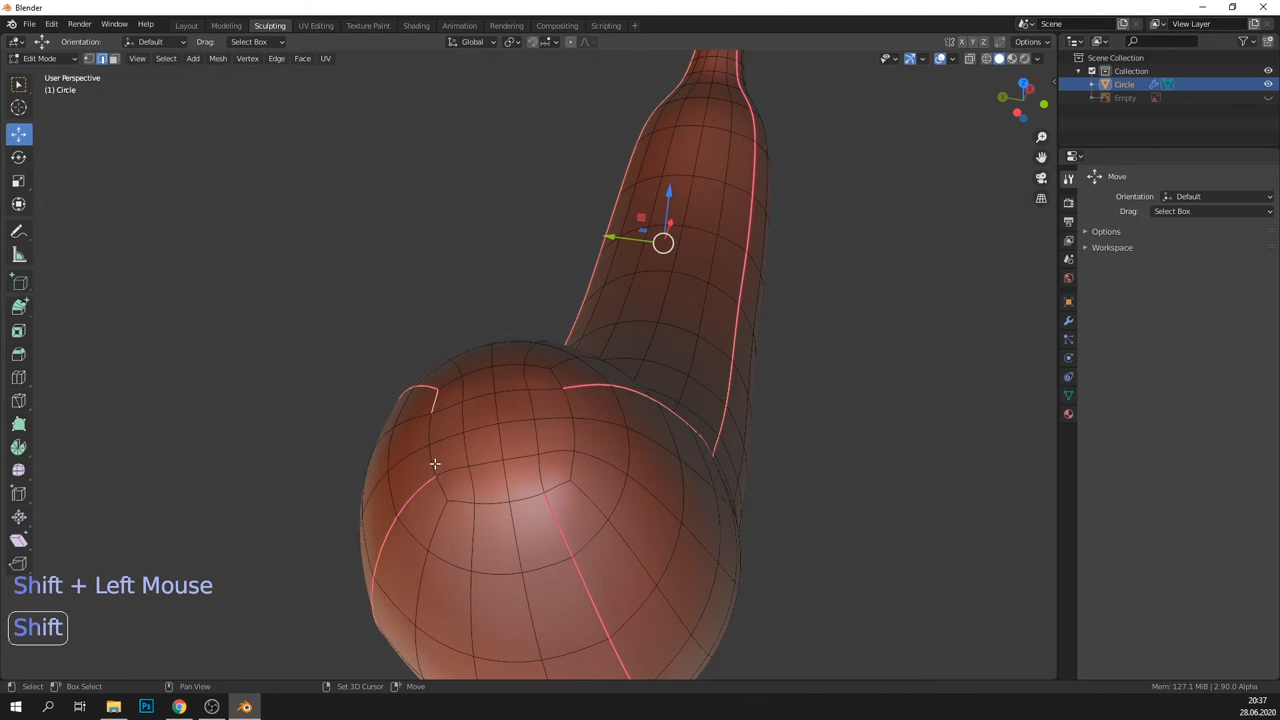 Blender
File Edit Render Window Help Layout Modeling Sculpting UV Editing Texture Paint Shading Animation Rendering Compositing Scripting + Scene View Layer
Orientation: Default Drag: Select Box Global X Y Z Options
Edit Mode View Select Add Mesh Vertex Edge Face UV
User Perspective
(1) Circle
Scene Collection
Collection
Circle
Empty
Move
Orientation Default
Drag: Select Box
Options
Workspace
Shift + Left Mouse
Shift
Select Box Select Pan View Set 3D Cursor Move Mem: 127.1 MiB | 2.90.0 Alpha
20:37
28.06.2020